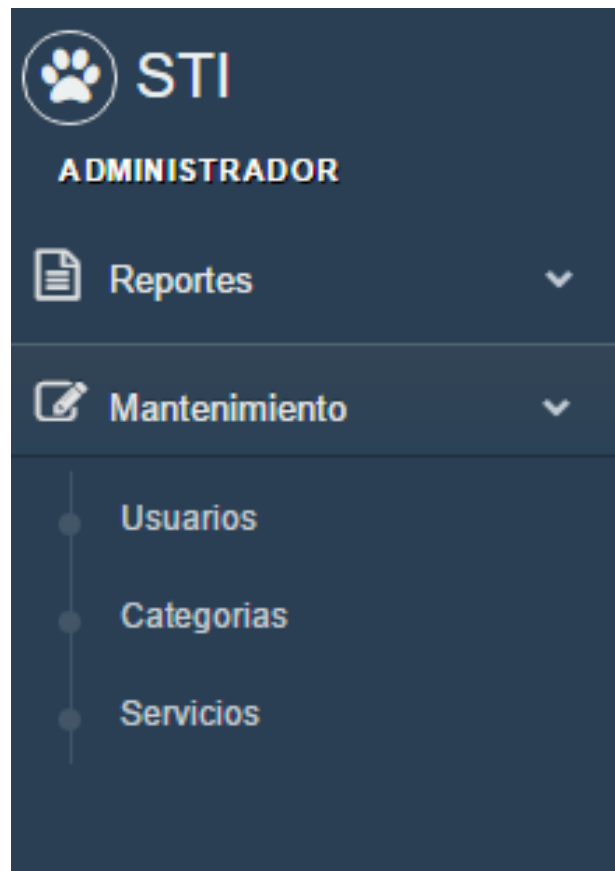 STI
ADMINISTRADOR
Reportes
Mantenimiento
Usuarios
Categorias
Servicios